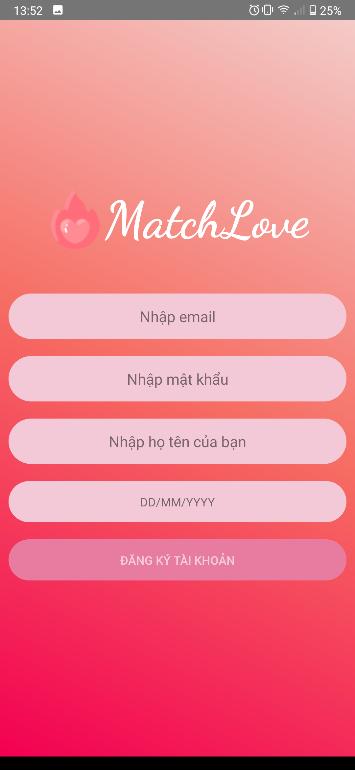 13:52 25%
MatchLove
Nhập email
Nhập mật khẩu
Nhập họ tên của bạn
DD/MM/YYYY
ĐĂNG KÝ TÀI KHOẢN